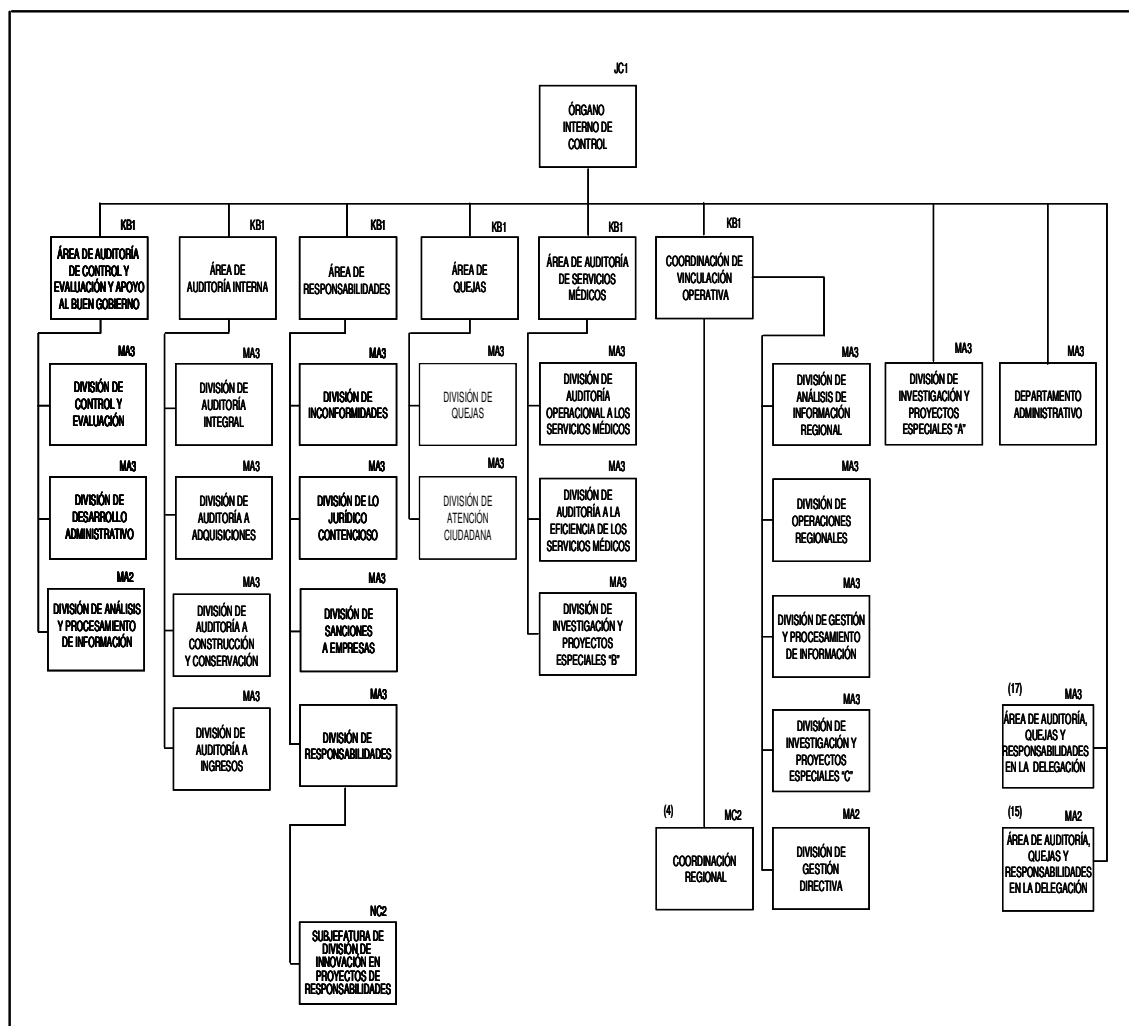 JC1
ÓRGANO
INTERNO DE
CONTROL
KB1
ÁREA DE AUDITORÍA
DE CONTROL Y
EVALUACIÓN Y APOYO
AL BUEN GOBIERNO
KB1
ÁREA DE
AUDITORÍA INTERNA
KB1
ÁREA DE
RESPONSABILIDADES
KB1
ÁREA DE
QUEJAS
KB1
ÁREA DE AUDITORÍA
DE SERVICIOS
MÉDICOS
KB1
COORDINACIÓN DE
VINCULACIÓN
OPERATIVA
MA3
DIVISIÓN DE
CONTROL Y
EVALUACIÓN
MA3
DIVISIÓN DE
AUDITORÍA
INTEGRAL
MA3
DIVISIÓN DE
INCONFORMIDADES
MA3
DIVISIÓN DE
QUEJAS
MA3
DIVISIÓN DE
AUDITORÍA
OPERACIONAL A LOS
SERVICIOS MÉDICOS
MA3
DIVISIÓN DE
ANÁLISIS DE
INFORMACIÓN
REGIONAL
MA3
DIVISIÓN DE
INVESTIGACIÓN Y
PROYECTOS
ESPECIALES "A"
MA3
DEPARTAMENTO
ADMINISTRATIVO
MA3
DIVISIÓN DE
DESARROLLO
ADMINISTRATIVO
MA3
DIVISIÓN DE
AUDITORÍA A
ADQUISICIONES
MA3
DIVISIÓN DE LO
JURÍDICO
CONTENCIOSO
MA3
DIVISIÓN DE
ATENCIÓN
CIUDADANA
MA3
DIVISIÓN DE
AUDITORÍA A LA
EFICIENCIA DE LOS
SERVICIOS MÉDICOS
MA3
DIVISIÓN DE
OPERACIONES
REGIONALES
MA2
DIVISIÓN DE ANÁLISIS
Y PROCESAMIENTO
DE INFORMACIÓN
MA3
DIVISIÓN DE
AUDITORÍA A
CONSTRUCCIÓN
Y CONSERVACIÓN
MA3
DIVISIÓN DE
SANCIONES
A EMPRESAS
MA3
DIVISIÓN DE
INVESTIGACIÓN Y
PROYECTOS
ESPECIALES "B"
MA3
DIVISIÓN DE GESTIÓN
Y PROCESAMIENTO
DE INFORMACIÓN
MA3
DIVISIÓN DE
AUDITORÍA A
INGRESOS
MA3
DIVISIÓN DE
RESPONSABILIDADES
MA3
DIVISIÓN DE
INVESTIGACIÓN Y
PROYECTOS
ESPECIALES "C"
(17) MA3
ÁREA DE AUDITORÍA,
QUEJAS Y
RESPONSABILIDADES
EN LA DELEGACIÓN
(4) MC2
COORDINACIÓN
REGIONAL
MA2
DIVISIÓN DE
GESTIÓN
DIRECTIVA
(15) MA2
ÁREA DE AUDITORÍA,
QUEJAS Y
RESPONSABILIDADES
EN LA DELEGACIÓN
NC2
SUBJEFATURA DE
DIVISIÓN DE
INNOVACIÓN EN
PROYECTOS DE
RESPONSABILIDADES